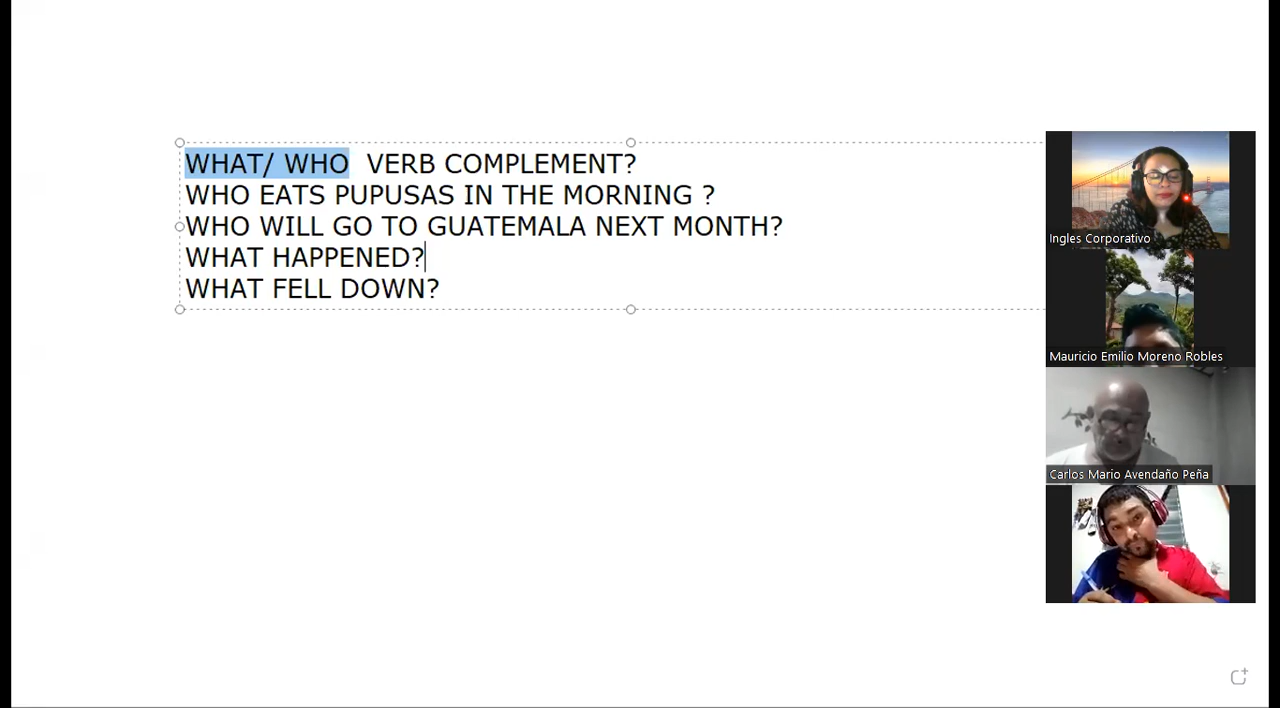 WHAT/ WHO  VERB COMPLEMENT?
WHO EATS PUPUSAS IN THE MORNING ?
WHO WILL GO TO GUATEMALA NEXT MONTH?
WHAT HAPPENED?
WHAT FELL DOWN?
Ingles Corporativo
Mauricio Emilio Moreno Robles
Carlos Mario Avendaño Peña